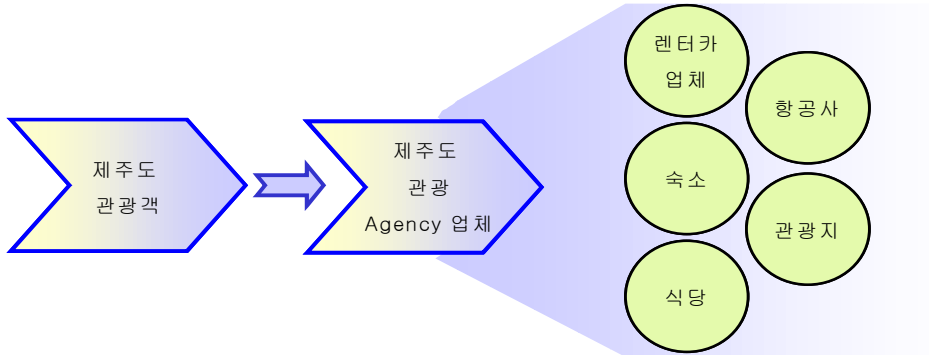 제주도
관광객
제주도
관광
Agency 업체
렌터카
업체
항공사
숙소
관광지
식당